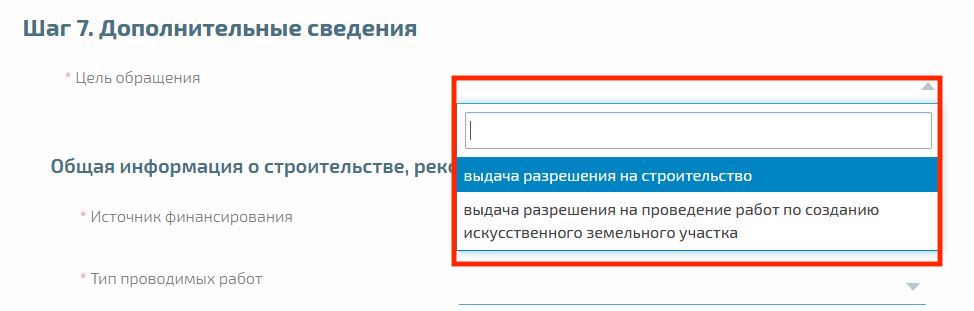 Шаг 7. Дополнительные сведения
* Цель обращения
Общая информация о строительстве,
выдача разрешения на строительство
* Источник финансирования
выдача разрешения на проведение работ по созданию
искусственного земельного участка
* Тип проводимых работ